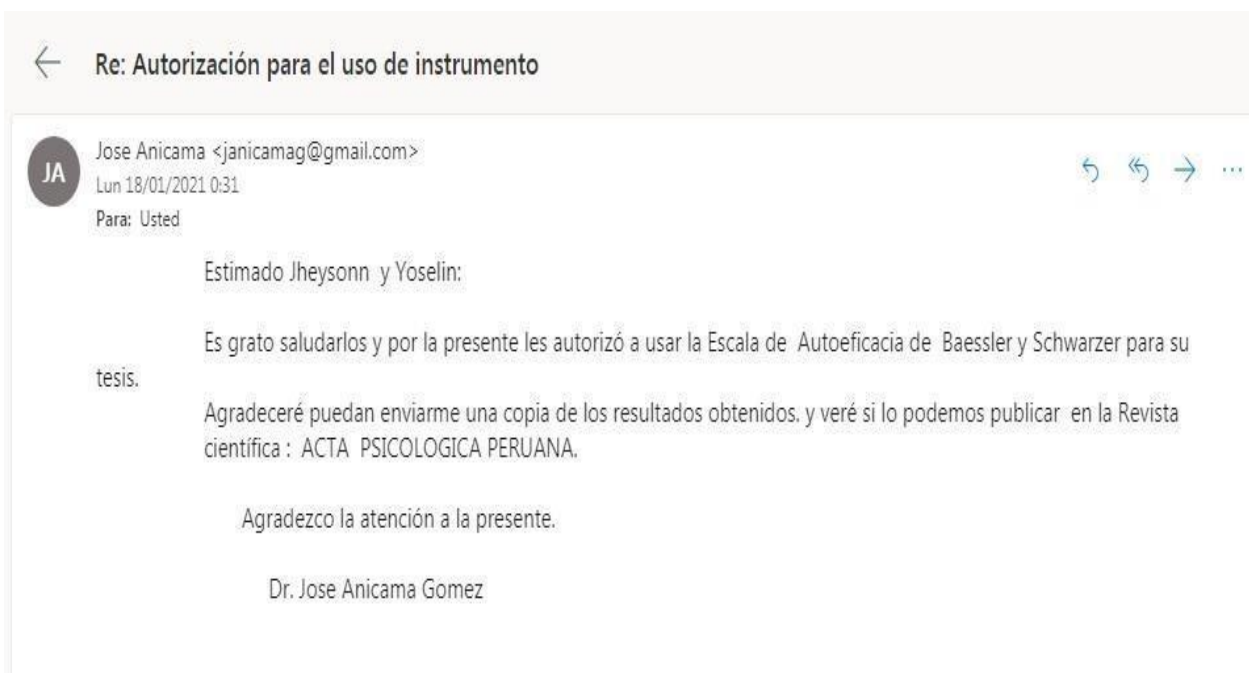 Re: Autorización para el uso de instrumento
JA
Jose Anicama <janicamag@gmail.com>
Lun 18/01/2021 0:31
Para: Usted
Estimado Jheysonn y Yoselin:
Es grato saludarlos y por la presente les autorizó a usar la Escala de Autoeficacia de Baessler y Schwarzer para su
tesis.
Agradeceré puedan enviarme una copia de los resultados obtenidos. y veré si lo podemos publicar en la Revista
científica : ACTA PSICOLOGICA PERUANA.
Agradezco la atención a la presente.
Dr. Jose Anicama Gomez